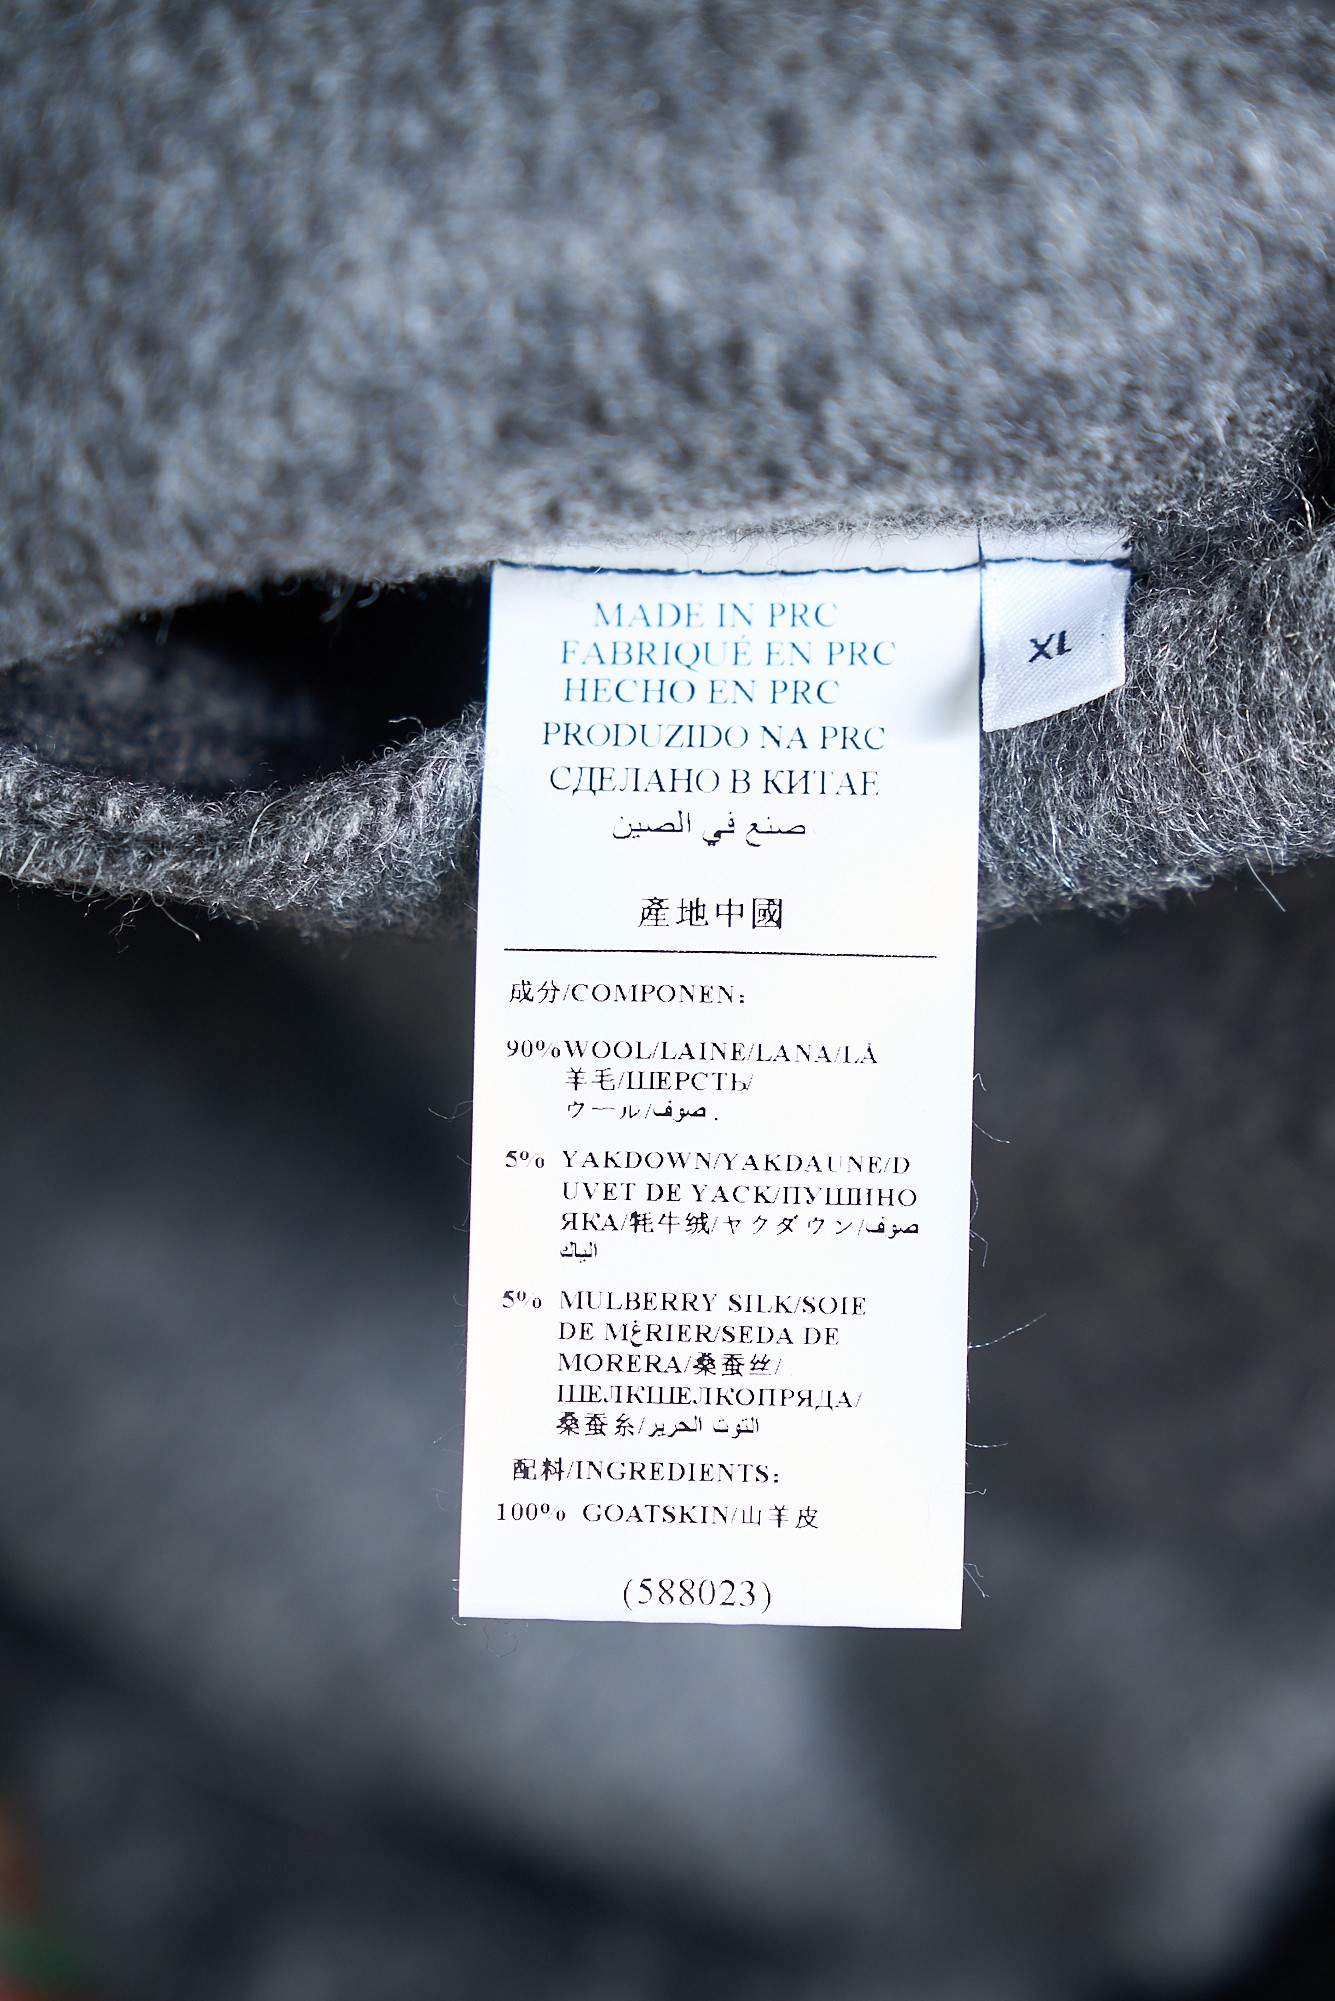 MADE IN PRC
FABRIQUÉ EN PRC
HECHO EN PRC
PRODUZIDO NA PRC
СДЕЛАНО В КИТАЕ
صنع في الصين
產地中國
XL
成分/COMPONEN:
90%WOOL/LAINE/LANA/LÃ
羊毛/ШЕРСТЬ/
ウール/صوف.
5% YAKDOWN/YAKDAUNE/D
UVET DE YACK/ПУШИНО
ЯКА/牦牛绒/ヤクダウン/صوف
الياك
5% MULBERRY SILK/SOIE
DE MغRIER/SEDA DE
MORERA/桑蚕丝/
ШЕЛКШЕЛКОПРЯДА/
桑蚕糸/التوت الحرير
配料/INGREDIENTS:
100% GOATSKIN/山羊皮
(588023)